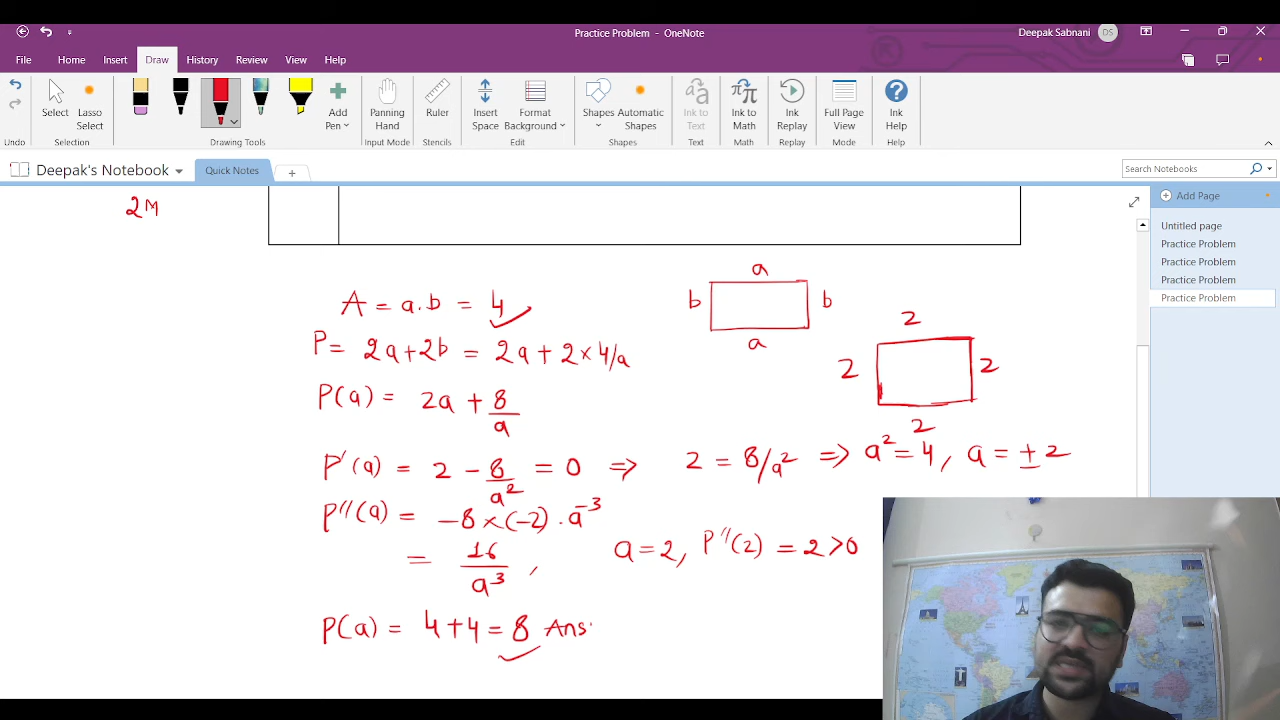 Practice Problem - OneNote
Deepak Sabnani DS
File Home Insert Draw History Review View Help
Select Lasso Select Add Pen Panning Hand Ruler Insert Space Format Background Shapes Automatic Shapes Ink to Text Ink to Math Ink Replay Full Page View Ink Help
Undo Selection Drawing Tools Input Mode Stencils Edit Shapes Text Math Replay Mode Help
Deepak's Notebook Quick Notes + Search Notebooks
Add Page
Untitled page
Practice Problem
Practice Problem
Practice Problem
Practice Problem
2M
a
b b
a
2
2 2
2
A = a.b = 4
P = 2a+2b = 2a + 2×4/a
P(a) = 2a + 8/a
P'(a) = 2 - 8/a² = 0 ⇒ 2 = 8/a² ⇒ a² = 4, a = ± 2
P''(a) = -8×(-2).a⁻³
= 16/a³, a=2, P''(2) = 2>0
P(a) = 4+4=8 Ans.